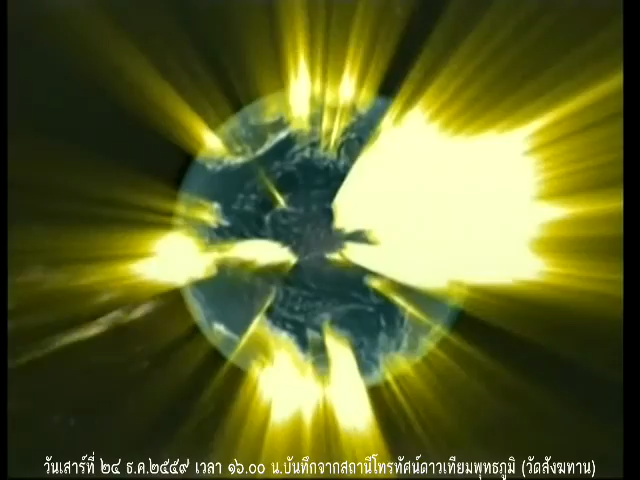 วันเสาร์ที่ ๒๔ ธ.ค.๒๕๕๙ เวลา ๑๖.๐๐ น.บันทึกจากสถานีโทรทัศน์ดาวเทียมพุทธภูมิ (วัดสังฆทาน)